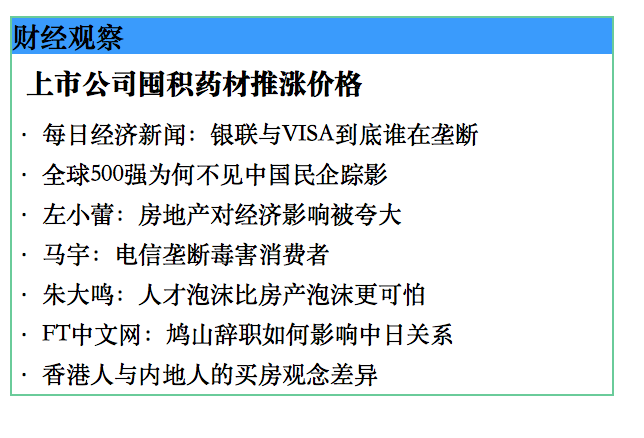 财经观察
上市公司囤积药材推涨价格
· 每日经济新闻：银联与VISA到底谁在垄断
· 全球500强为何不见中国民企踪影
· 左小蕾：房地产对经济影响被夸大
· 马宇：电信垄断毒害消费者
· 朱大鸣：人才泡沫比房产泡沫更可怕
· FT中文网：鸠山辞职如何影响中日关系
· 香港人与内地人的买房观念差异